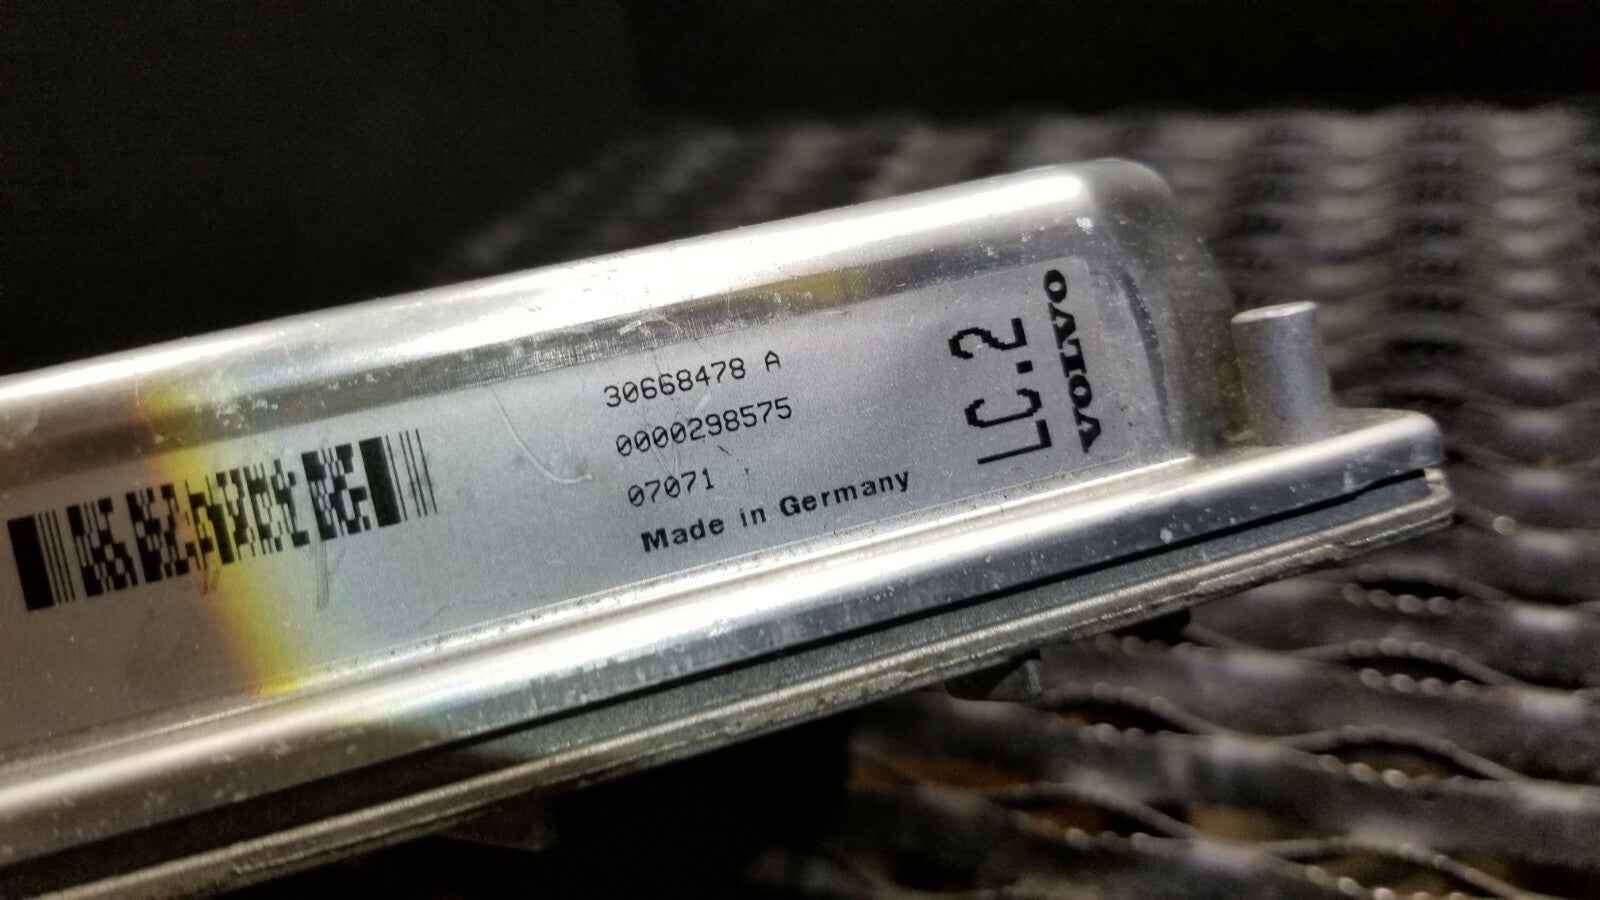 30668478 A
0000298575
07071
Made in Germany
LC.2
VOLVO